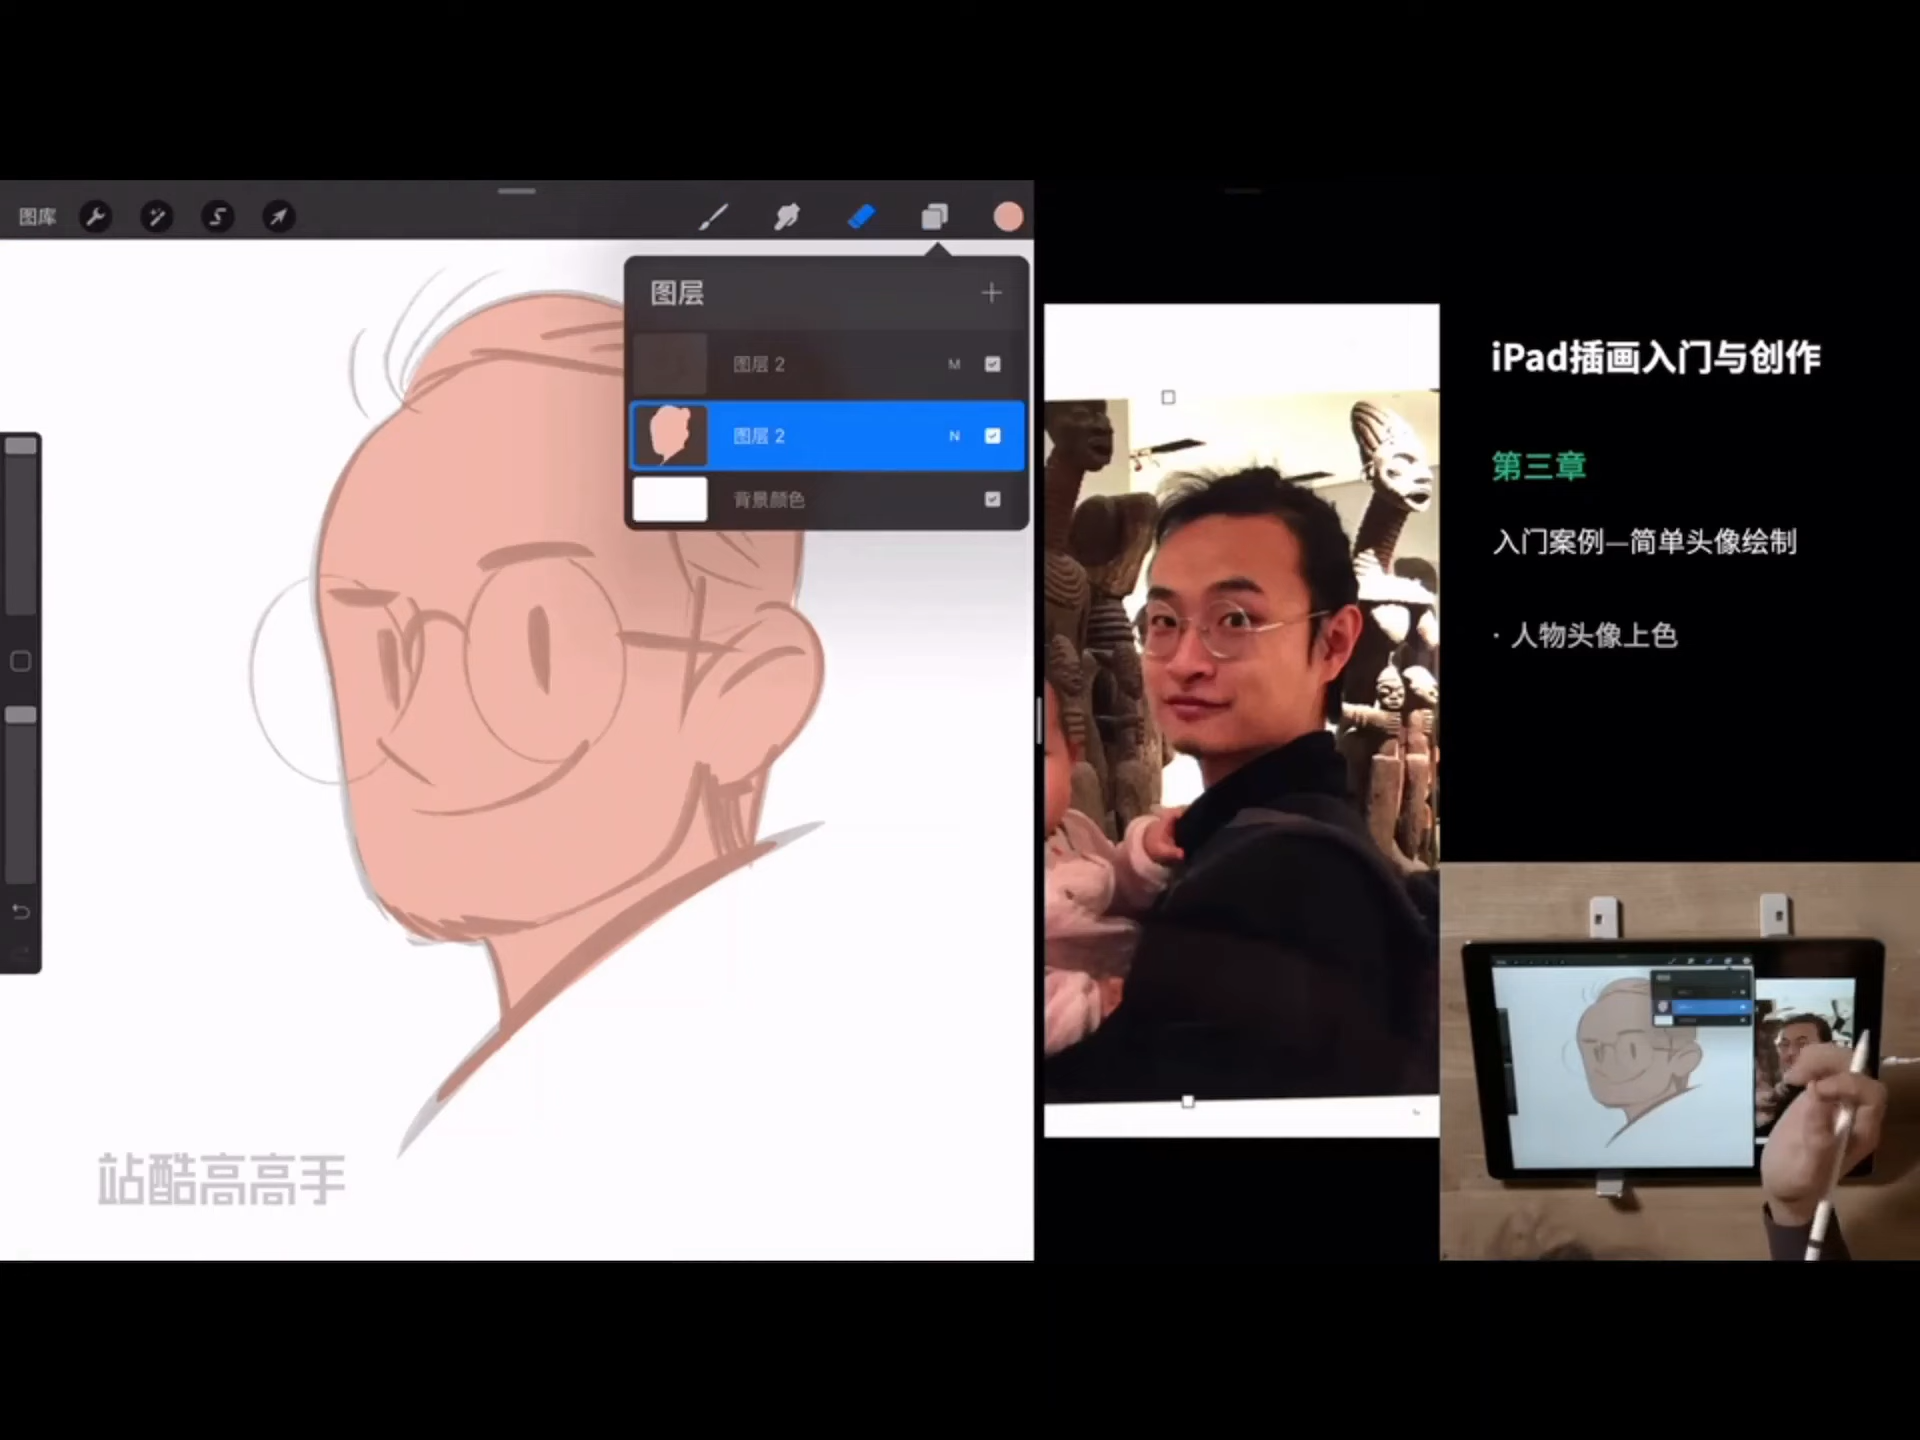 图库
图层
图层 2
M
图层 2
N
背景颜色
站酷高高手
iPad插画入门与创作
第三章
入门案例—简单头像绘制
· 人物头像上色